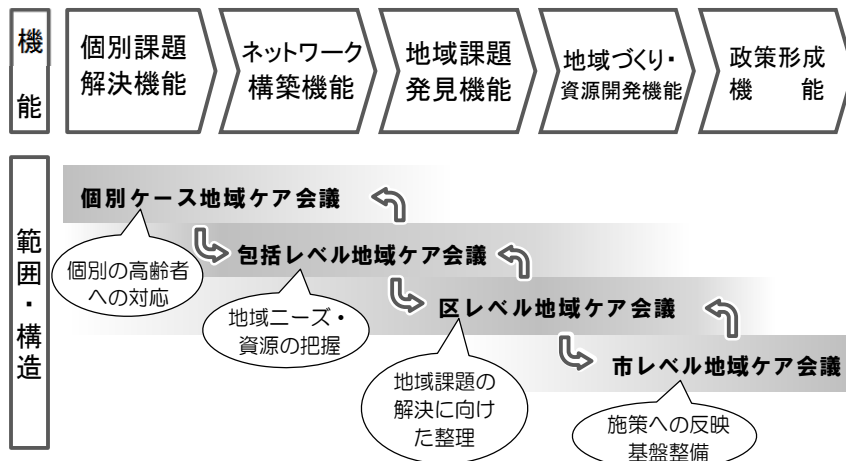 機
能
個別課題
解決機能
ネットワーク
構築機能
地域課題
発見機能
地域づくり・
資源開発機能
政策形成
機　　能
範囲・構造
個別ケース地域ケア会議
包括レベル地域ケア会議
区レベル地域ケア会議
市レベル地域ケア会議
個別の高齢者
への対応
地域ニーズ・
資源の把握
地域課題の
解決に向け
た整理
施策への反映
基盤整備